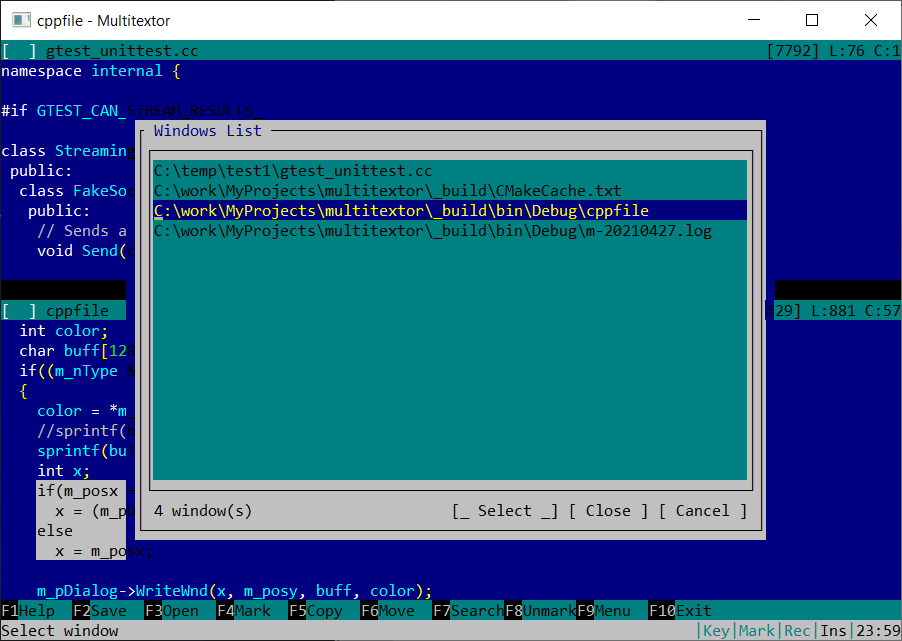 cppfile - Multitextor
[ ] gtest_unittest.cc [7792] L:76 C:1
namespace internal {
#if GTEST_CAN_STREAM_RESULTS_
class Streaming
public:
class FakeSo
public:
// Sends a
void Send(
Windows List
C:\temp\test1\gtest_unittest.cc
C:\work\MyProjects\multitextor\_build\CMakeCache.txt
C:\work\MyProjects\multitextor\_build\bin\Debug\cppfile
C:\work\MyProjects\multitextor\_build\bin\Debug\m-20210427.log
4 window(s) [_ Select _] [ Close ] [ Cancel ]
[ ] cppfile 29] L:881 C:57
int color;
char buff[12
if((m_nType &
{
color = *m_
//sprintf(b
sprintf(buf
int x;
if(m_posx
x = (m_po
else
x = m_posx;
m_pDialog->WriteWnd(x, m_posy, buff, color);
F1Help F2Save F3Open F4Mark F5Copy F6Move F7Search F8Unmark F9Menu F10Exit
Select window |Key|Mark|Rec|Ins|23:59